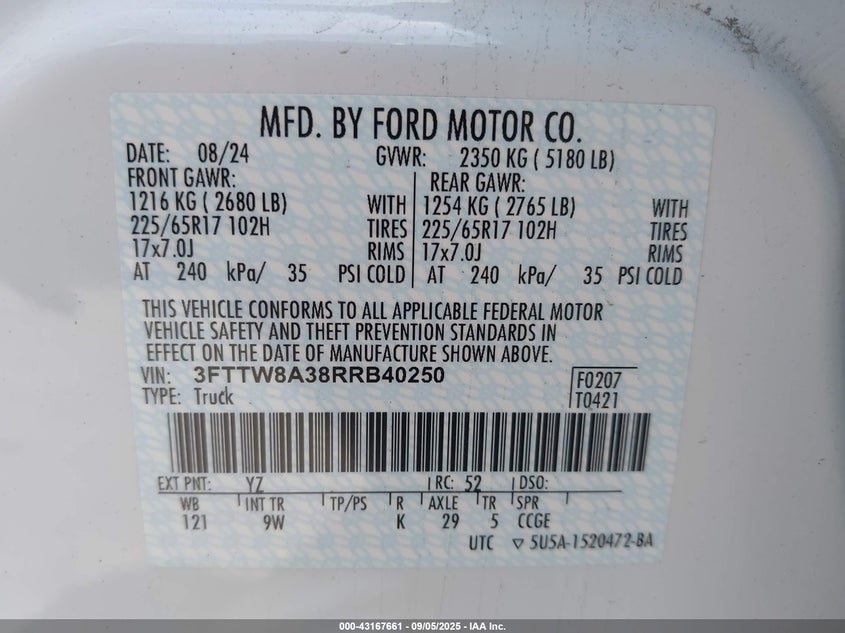 MFD. BY FORD MOTOR CO.
DATE: 08/24 GVWR: 2350 KG ( 5180 LB)
FRONT GAWR: REAR GAWR:
1216 KG ( 2680 LB) WITH 1254 KG ( 2765 LB) WITH
225/65R17 102H TIRES 225/65R17 102H TIRES
17x7.0J RIMS 17x7.0J RIMS
AT 240 kPa/ 35 PSI COLD AT 240 kPa/ 35 PSI COLD
THIS VEHICLE CONFORMS TO ALL APPLICABLE FEDERAL MOTOR
VEHICLE SAFETY AND THEFT PREVENTION STANDARDS IN
EFFECT ON THE DATE OF MANUFACTURE SHOWN ABOVE.
VIN: 3FTTW8A38RRB40250 F0207
TYPE: Truck T0421
EXT PNT: YZ RC: 52 DSO:
WB INT TR TP/PS R AXLE TR SPR
121 9W K 29 5 CCGE
UTC ▽ 5U5A-1520472-BA
000-43167661 - 09/05/2025 - IAA Inc.